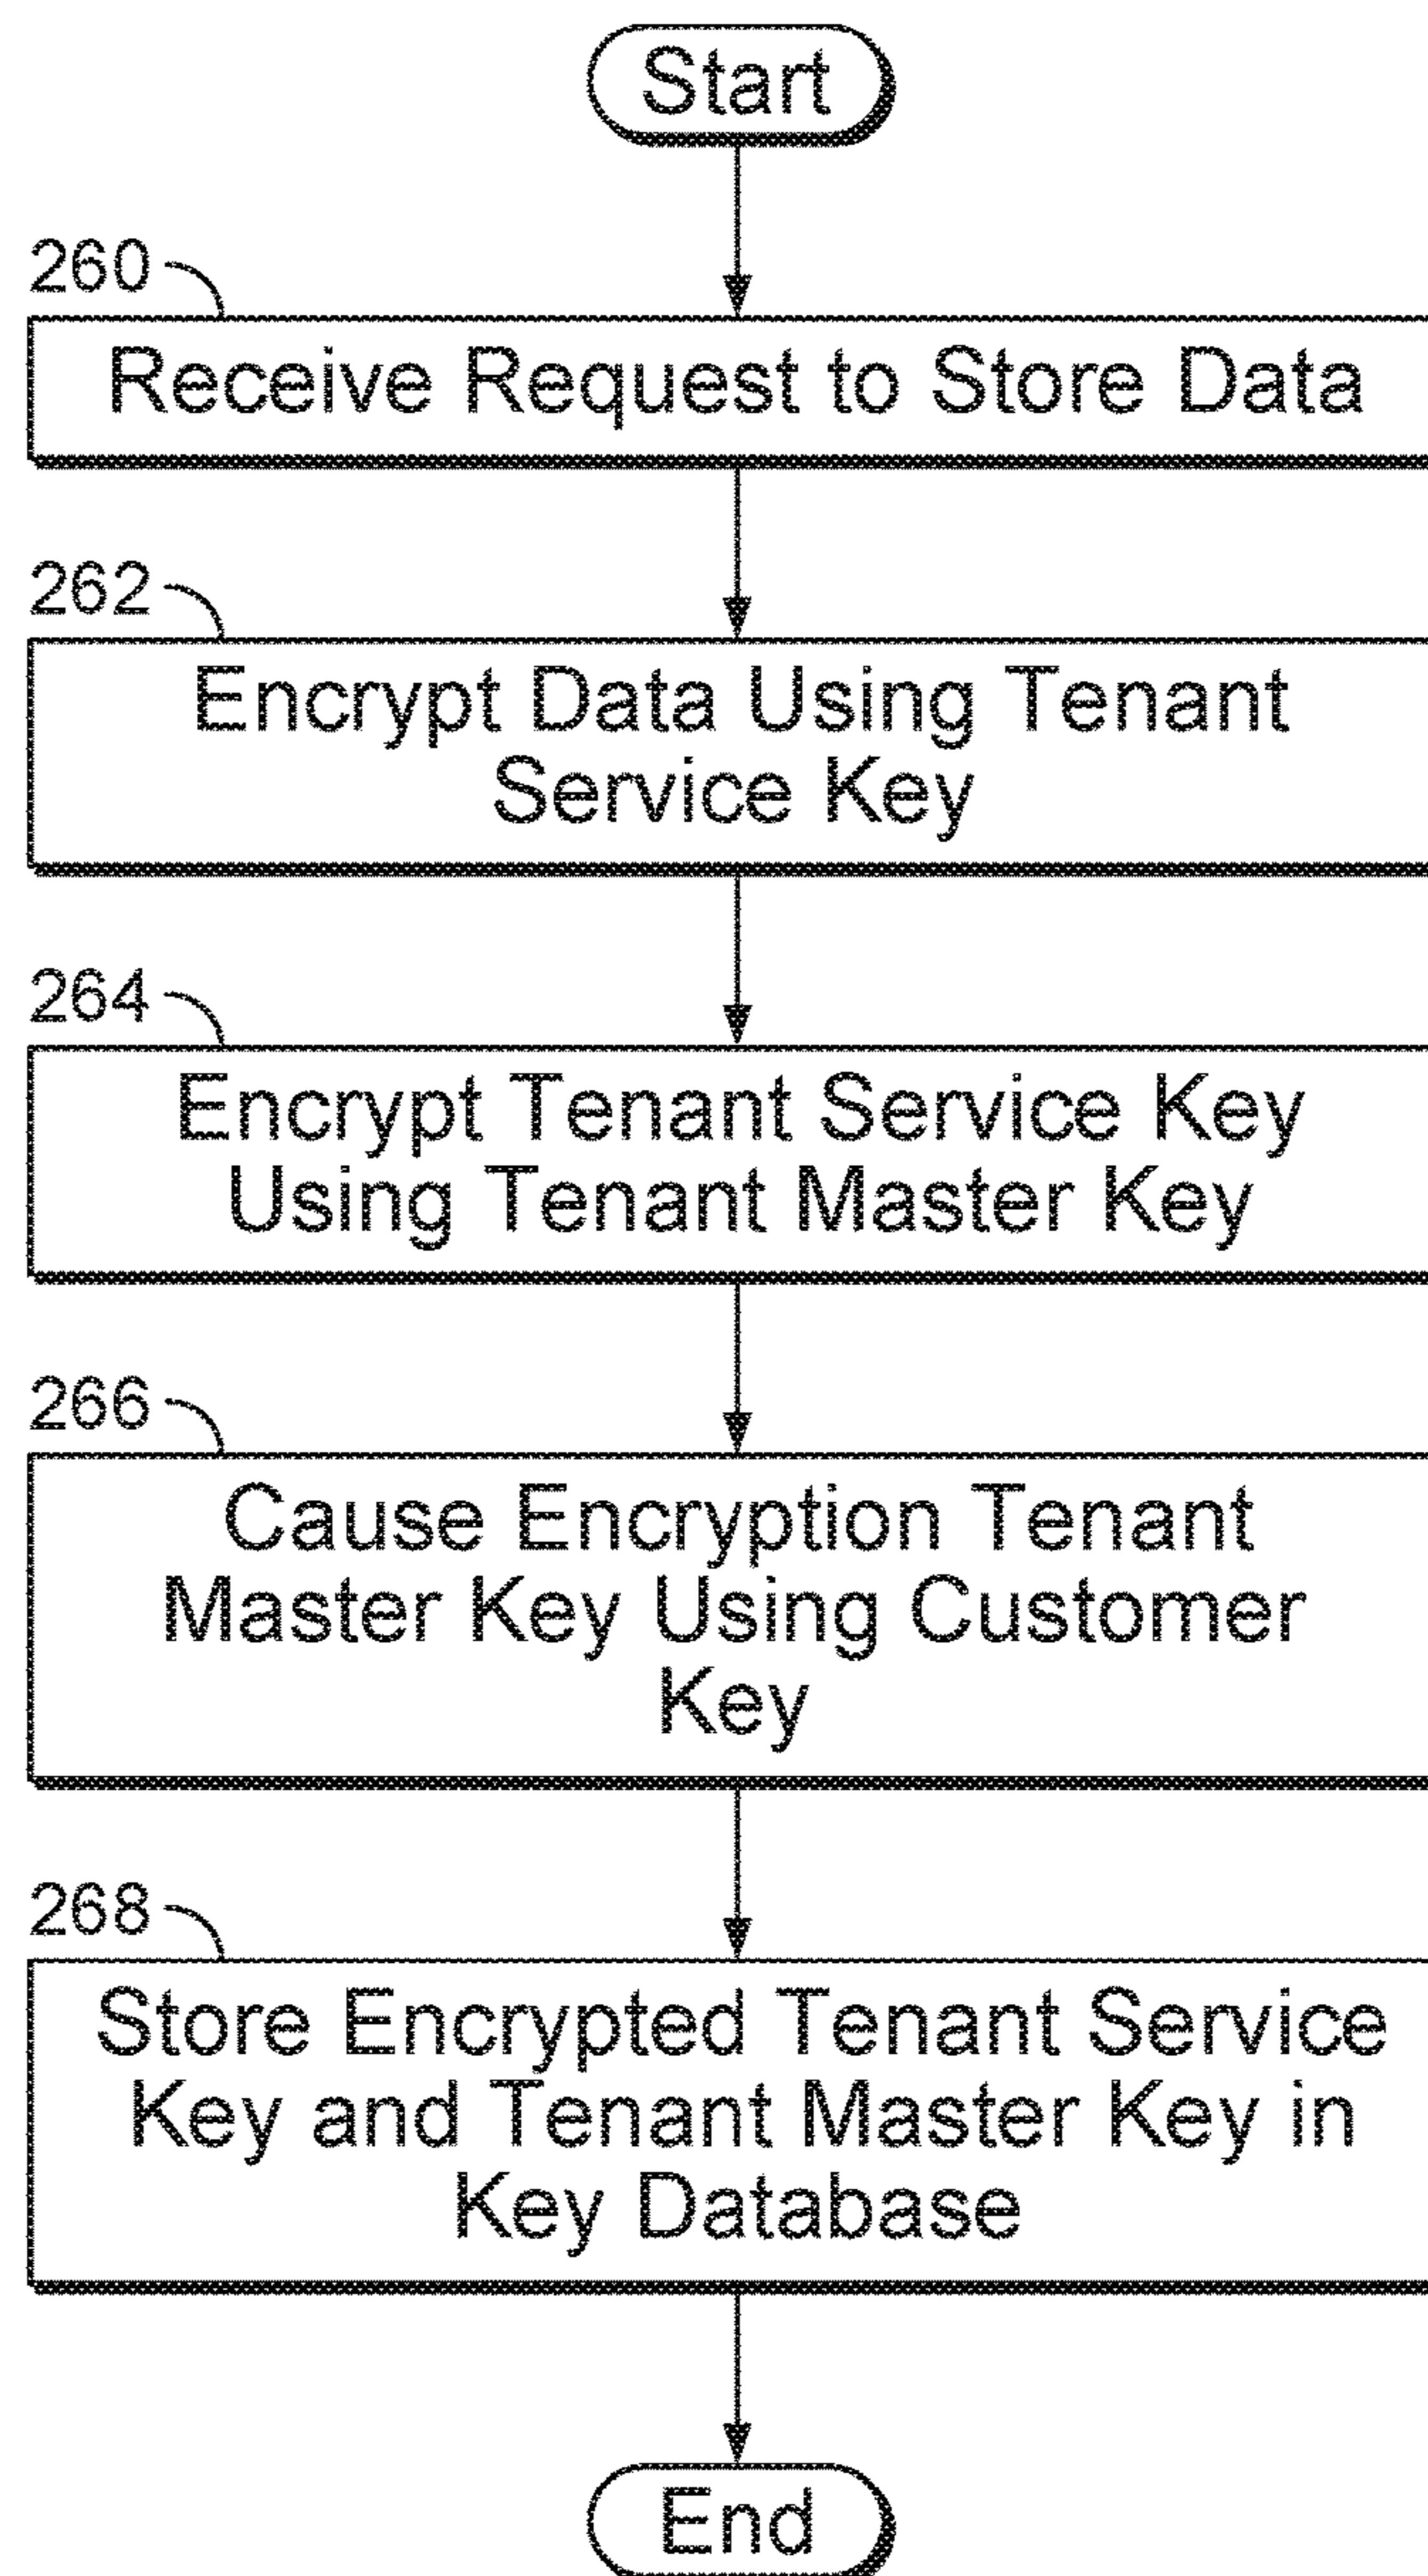 Start
260
Receive Request to Store Data
262
Encrypt Data Using Tenant
Service Key
264
Encrypt Tenant Service Key
Using Tenant Master Key
266
Cause Encryption Tenant
Master Key Using Customer
Key
268
Store Encrypted Tenant Service
Key and Tenant Master Key in
Key Database
End